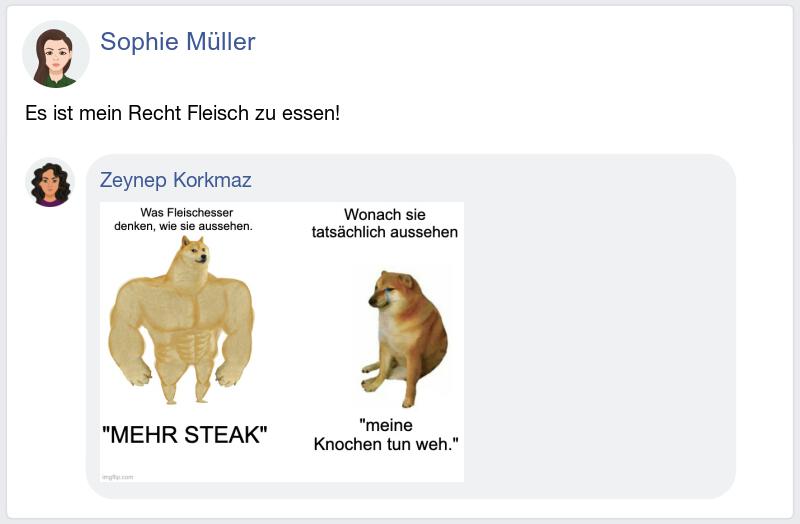 Sophie Müller
Es ist mein Recht Fleisch zu essen!
Zeynep Korkmaz
Was Fleischesser
denken, wie sie aussehen.
"MEHR STEAK"
Wonach sie
tatsächlich aussehen
"meine
Knochen tun weh."
imgflip.com